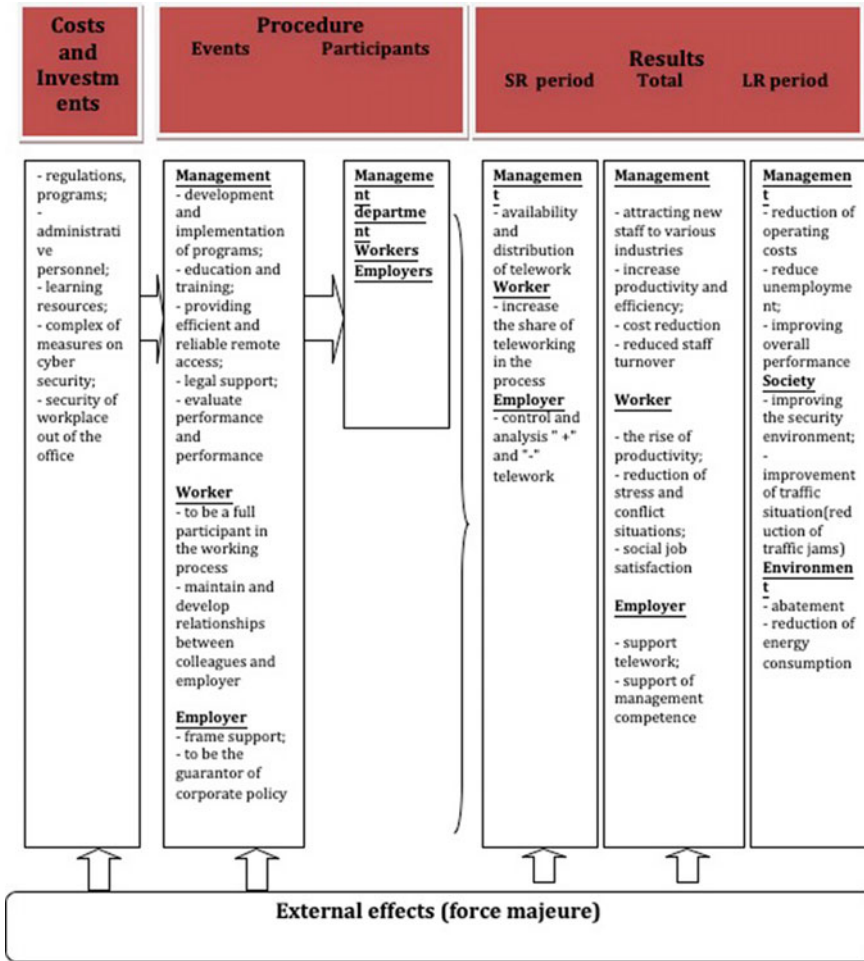 Costs
and
Investm
ents
Procedure
Events Participants
Results
SR period Total LR period
- regulations,
programs;
-
administrati
ve
personnel;
- learning
resources;
- complex of
measures on
cyber
security;
- security of
workplace
out of the
office
Management
- development
and
implementation
of programs;
- education and
training;
- providing
efficient and
reliable remote
access;
- legal support;
- evaluate
performance
and
performance
Worker
- to be a full
participant in
the working
process
- maintain and
develop
relationships
between
colleagues and
employer
Employer
- frame support;
- to be the
guarantor of
corporate policy
Manageme
nt
departme
nt
Workers
Employers
Managemen
t
- availability
and
distribution
of telework
Worker
- increase
the share of
teleworking
in the
process
Employer
- control and
analysis " +"
and "-"
telework
Management
- attracting new
staff to various
industries
- increase
productivity and
efficiency;
- cost reduction
- reduced staff
turnover
Worker
- the rise of
productivity;
- reduction of
stress and
conflict
situations;
- social job
satisfaction
Employer
- support
telework;
- support of
management
competence
Managemen
t
- reduction of
operating
costs
- reduce
unemployme
nt;
- improving
overall
performance
Society
- improving
the security
environment;
-
improvement
of traffic
situation(red
uction of
traffic jams)
Environmen
t
- abatement
- reduction of
energy
consumption
External effects (force majeure)